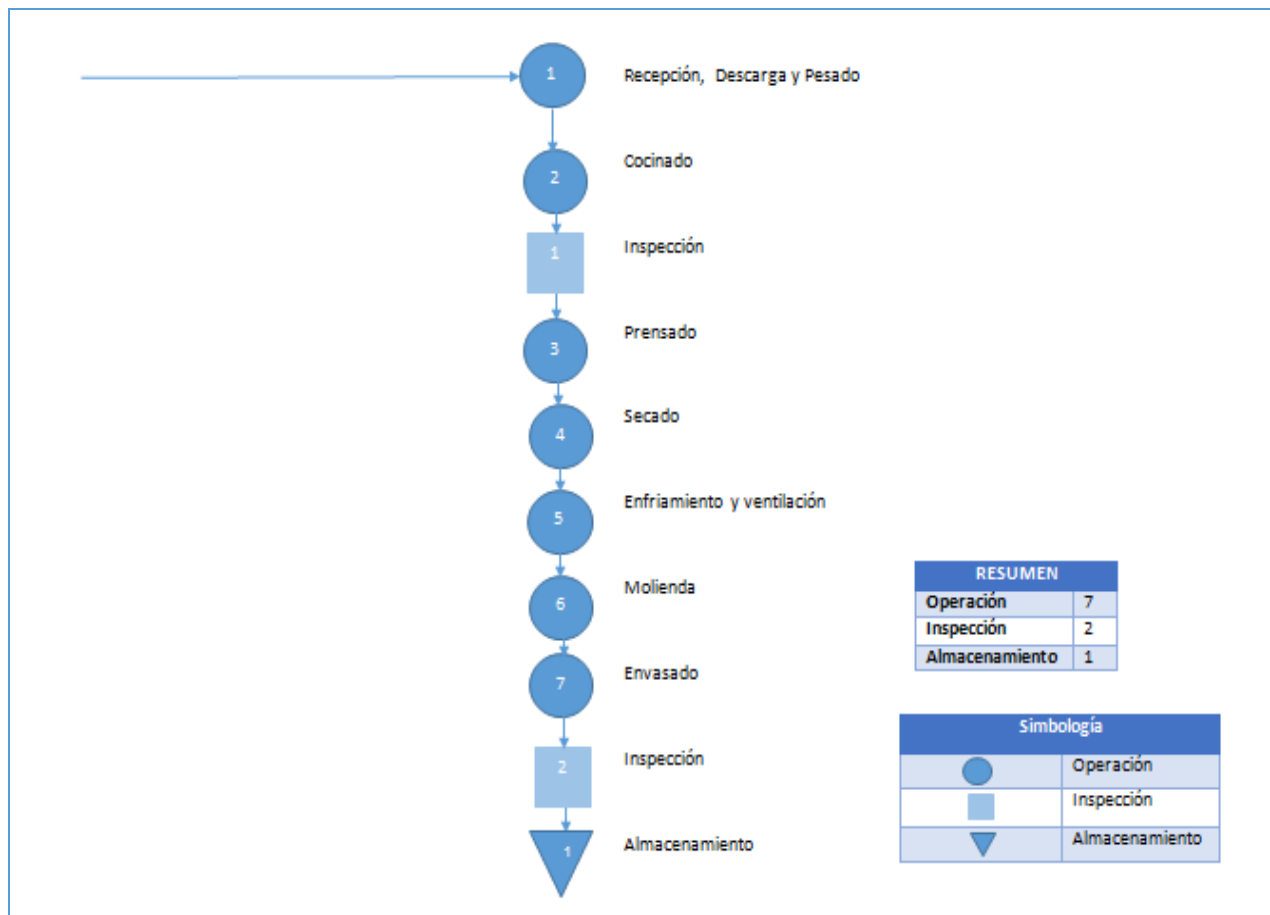 1 Recepción, Descarga y Pesado
2 Cocinado
1 Inspección
3 Prensado
4 Secado
5 Enfriamiento y ventilación
6 Molienda
7 Envasado
2 Inspección
1 Almacenamiento
RESUMEN
Operación 7
Inspección 2
Almacenamiento 1
Simbología
Operación
Inspección
Almacenamiento